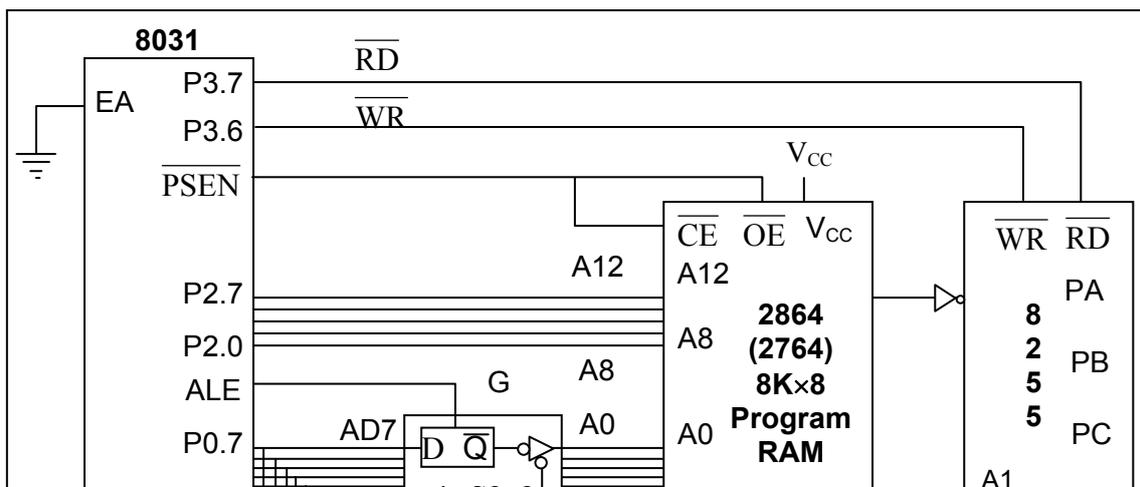 8031
RD
P3.7
EA
WR
P3.6
VCC
PSEN
CE OE VCC
WR RD
A12
A12
P2.7
PA
2864
8
A8
P2.0
(2764)
2
A8
G
PB
ALE
8K×8
5
A0
AD7
A0
Program
5
P0.7
D Q
RAM
PC
A1